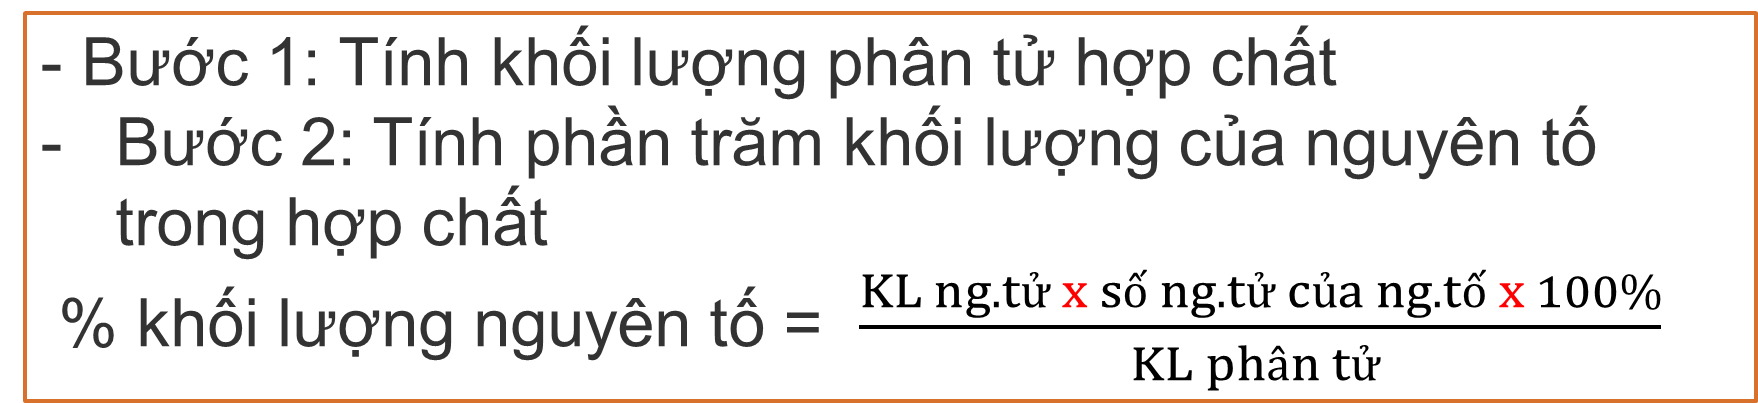 - Bước 1: Tính khối lượng phân tử hợp chất
- Bước 2: Tính phần trăm khối lượng của nguyên tố
trong hợp chất
% khối lượng nguyên tố =
KL ng.tử x số ng.tử của ng.tố x 100%
KL phân tử